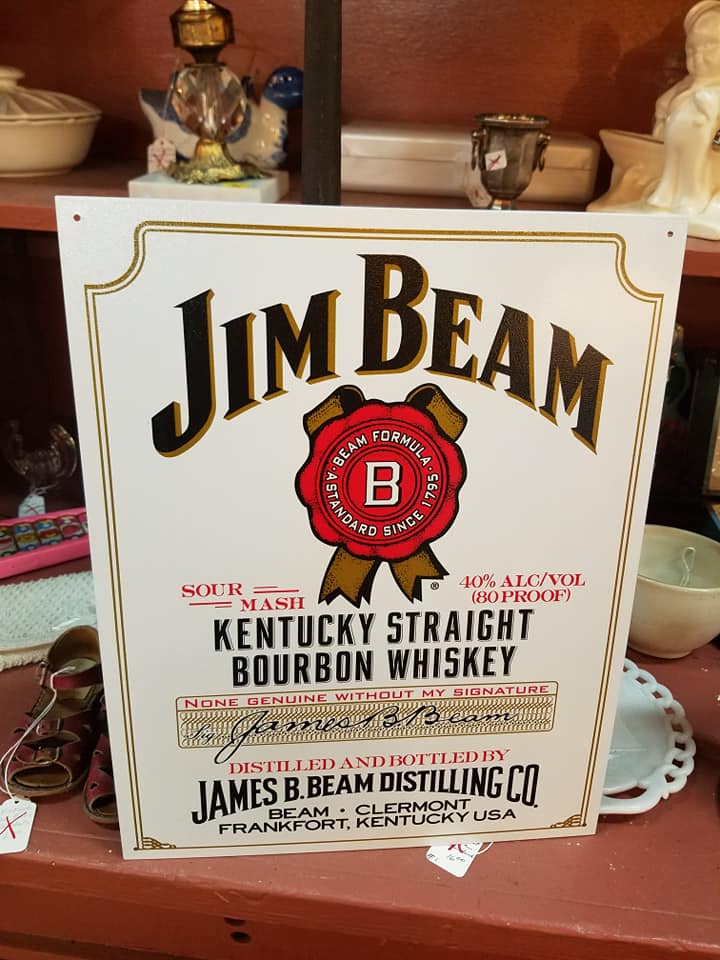 JIM BEAM
BEAM FORMULA
B
A STANDARD SINCE 1795
®
SOUR MASH
40% ALC/VOL
(80 PROOF)
KENTUCKY STRAIGHT
BOURBON WHISKEY
NONE GENUINE WITHOUT MY SIGNATURE
James B. Beam
DISTILLED AND BOTTLED BY
JAMES B. BEAM DISTILLING CO.
BEAM · CLERMONT
FRANKFORT, KENTUCKY USA